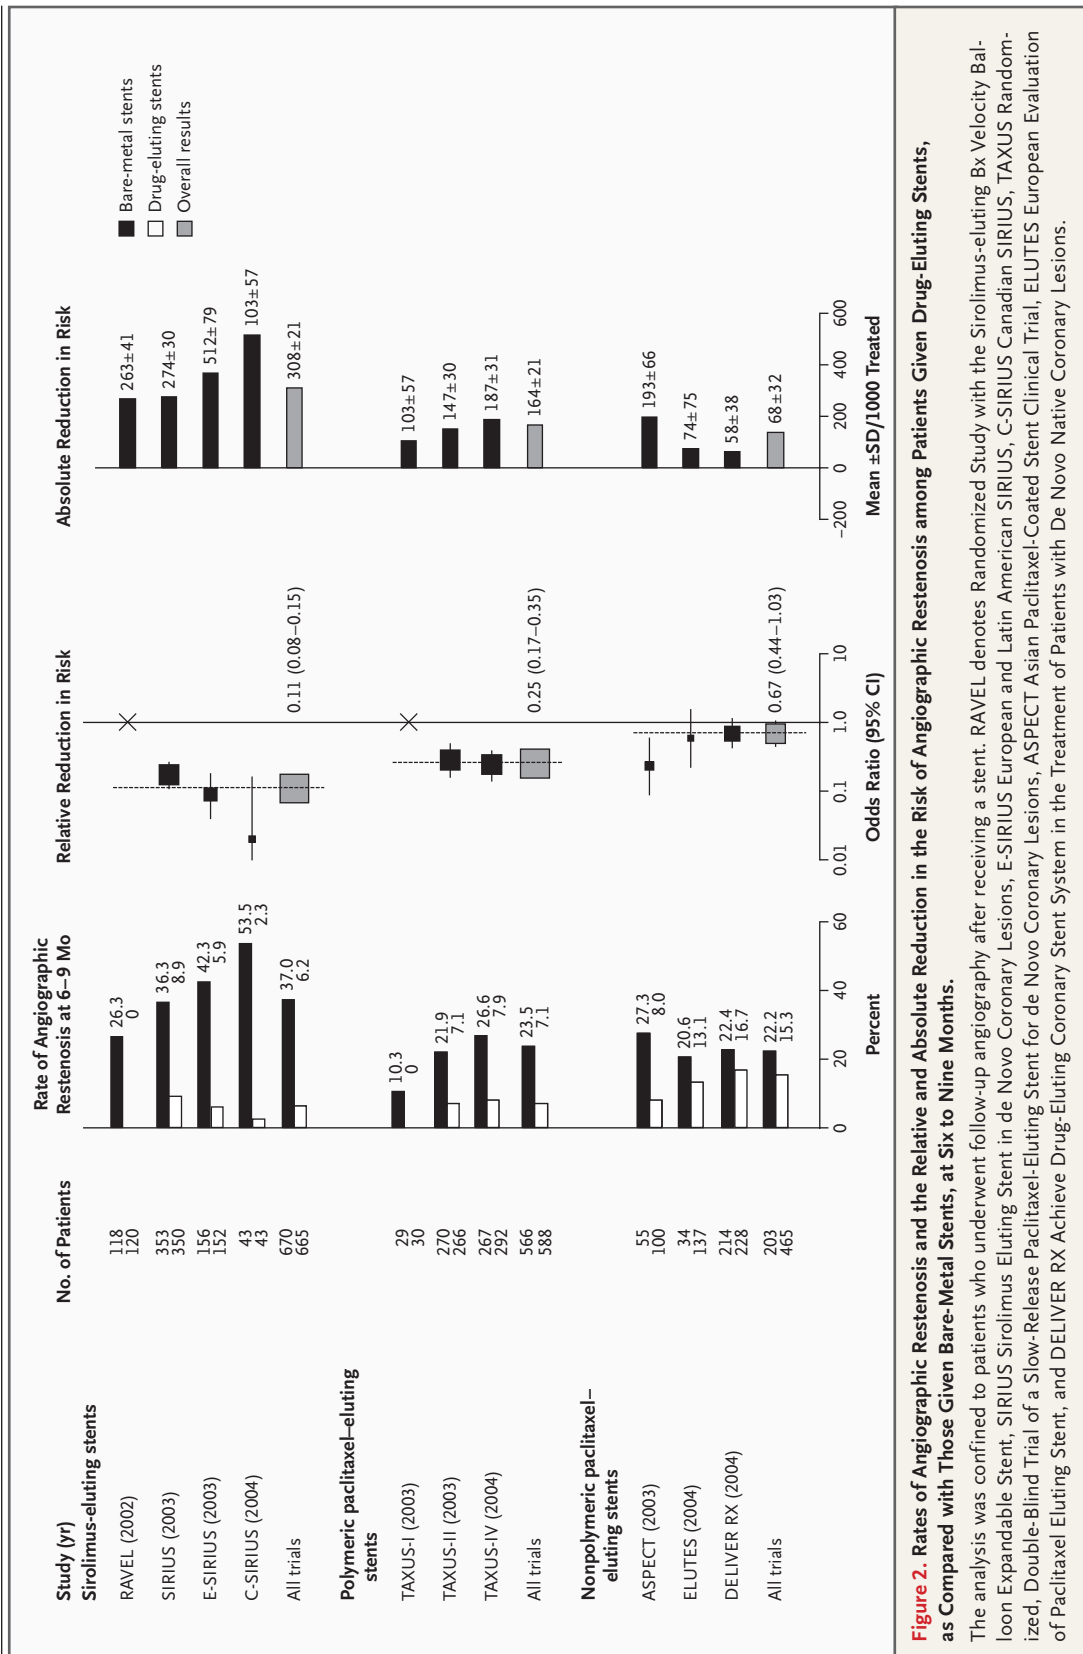 Study (yr)
No. of Patients
Rate of Angiographic
Restenosis at 6–9 Mo
Relative Reduction in Risk
Absolute Reduction in Risk
Bare-metal stents
Drug-eluting stents
Overall results
Sirolimus-eluting stents
RAVEL (2002)
118
120
26.3
0
263±41
SIRIUS (2003)
353
350
36.3
8.9
274±30
E-SIRIUS (2003)
156
152
42.3
5.9
512±79
C-SIRIUS (2004)
43
43
53.5
2.3
103±57
All trials
670
665
37.0
6.2
0.11 (0.08–0.15)
308±21
Polymeric paclitaxel–eluting
stents
TAXUS-I (2003)
29
30
10.3
0
103±57
TAXUS-II (2003)
270
266
21.9
7.1
147±30
TAXUS-IV (2004)
267
292
26.6
7.9
187±31
All trials
566
588
23.5
7.1
0.25 (0.17–0.35)
164±21
Nonpolymeric paclitaxel–
eluting stents
ASPECT (2003)
55
100
27.3
8.0
193±66
ELUTES (2004)
34
137
20.6
13.1
74±75
DELIVER RX (2004)
214
228
22.4
16.7
58±38
All trials
203
465
22.2
15.3
0.67 (0.44–1.03)
68±32
0 20 40 60
Percent
0.01 0.1 1.0 10
Odds Ratio (95% CI)
−200 0 200 400 600
Mean ±SD/1000 Treated
Figure 2. Rates of Angiographic Restenosis and the Relative and Absolute Reduction in the Risk of Angiographic Restenosis among Patients Given Drug-Eluting Stents,
as Compared with Those Given Bare-Metal Stents, at Six to Nine Months.
The analysis was confined to patients who underwent follow-up angiography after receiving a stent. RAVEL denotes Randomized Study with the Sirolimus-eluting Bx Velocity Bal-
loon Expandable Stent, SIRIUS Sirolimus Eluting Stent in de Novo Coronary Lesions, E-SIRIUS European and Latin American SIRIUS, C-SIRIUS Canadian SIRIUS, TAXUS Random-
ized, Double-Blind Trial of a Slow-Release Paclitaxel-Eluting Stent for de Novo Coronary Lesions, ASPECT Asian Paclitaxel-Coated Stent Clinical Trial, ELUTES European Evaluation
of Paclitaxel Eluting Stent, and DELIVER RX Achieve Drug-Eluting Coronary Stent System in the Treatment of Patients with De Novo Native Coronary Lesions.